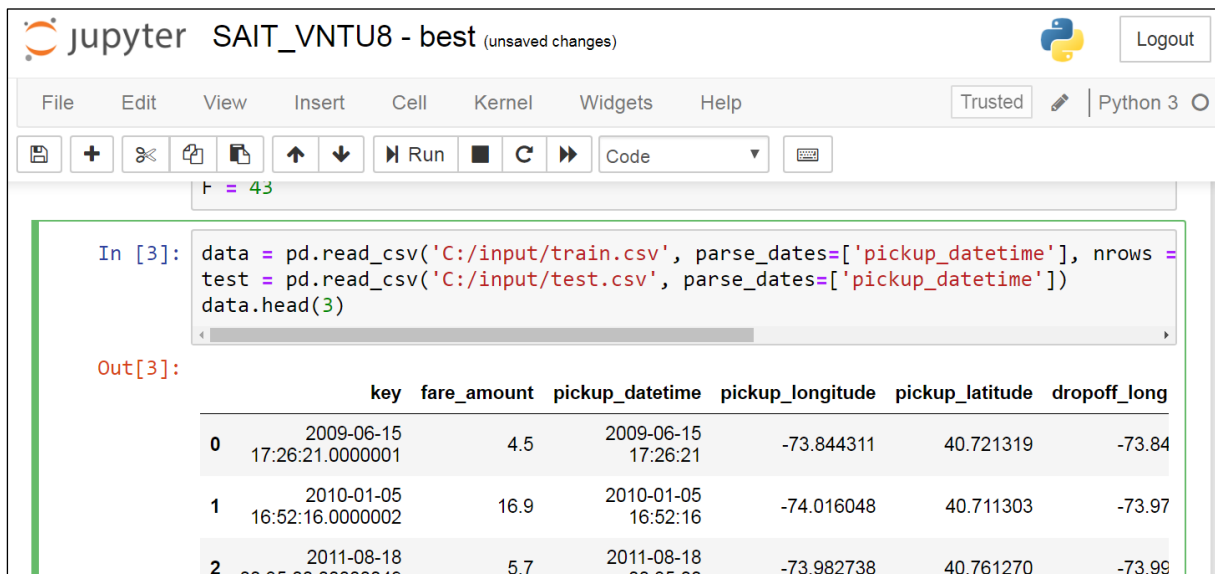 jupyter SAIT_VNTU8 - best (unsaved changes) Logout
File Edit View Insert Cell Kernel Widgets Help Trusted Python 3
Run Code
F = 43
In [3]: data = pd.read_csv('C:/input/train.csv', parse_dates=['pickup_datetime'], nrows =
test = pd.read_csv('C:/input/test.csv', parse_dates=['pickup_datetime'])
data.head(3)
Out[3]:
key fare_amount pickup_datetime pickup_longitude pickup_latitude dropoff_long
0 2009-06-15 17:26:21.0000001 4.5 2009-06-15 17:26:21 -73.844311 40.721319 -73.84
1 2010-01-05 16:52:16.0000002 16.9 2010-01-05 16:52:16 -74.016048 40.711303 -73.97
2 2011-08-18 5.7 2011-08-18 -73.982738 40.761270 -73.99